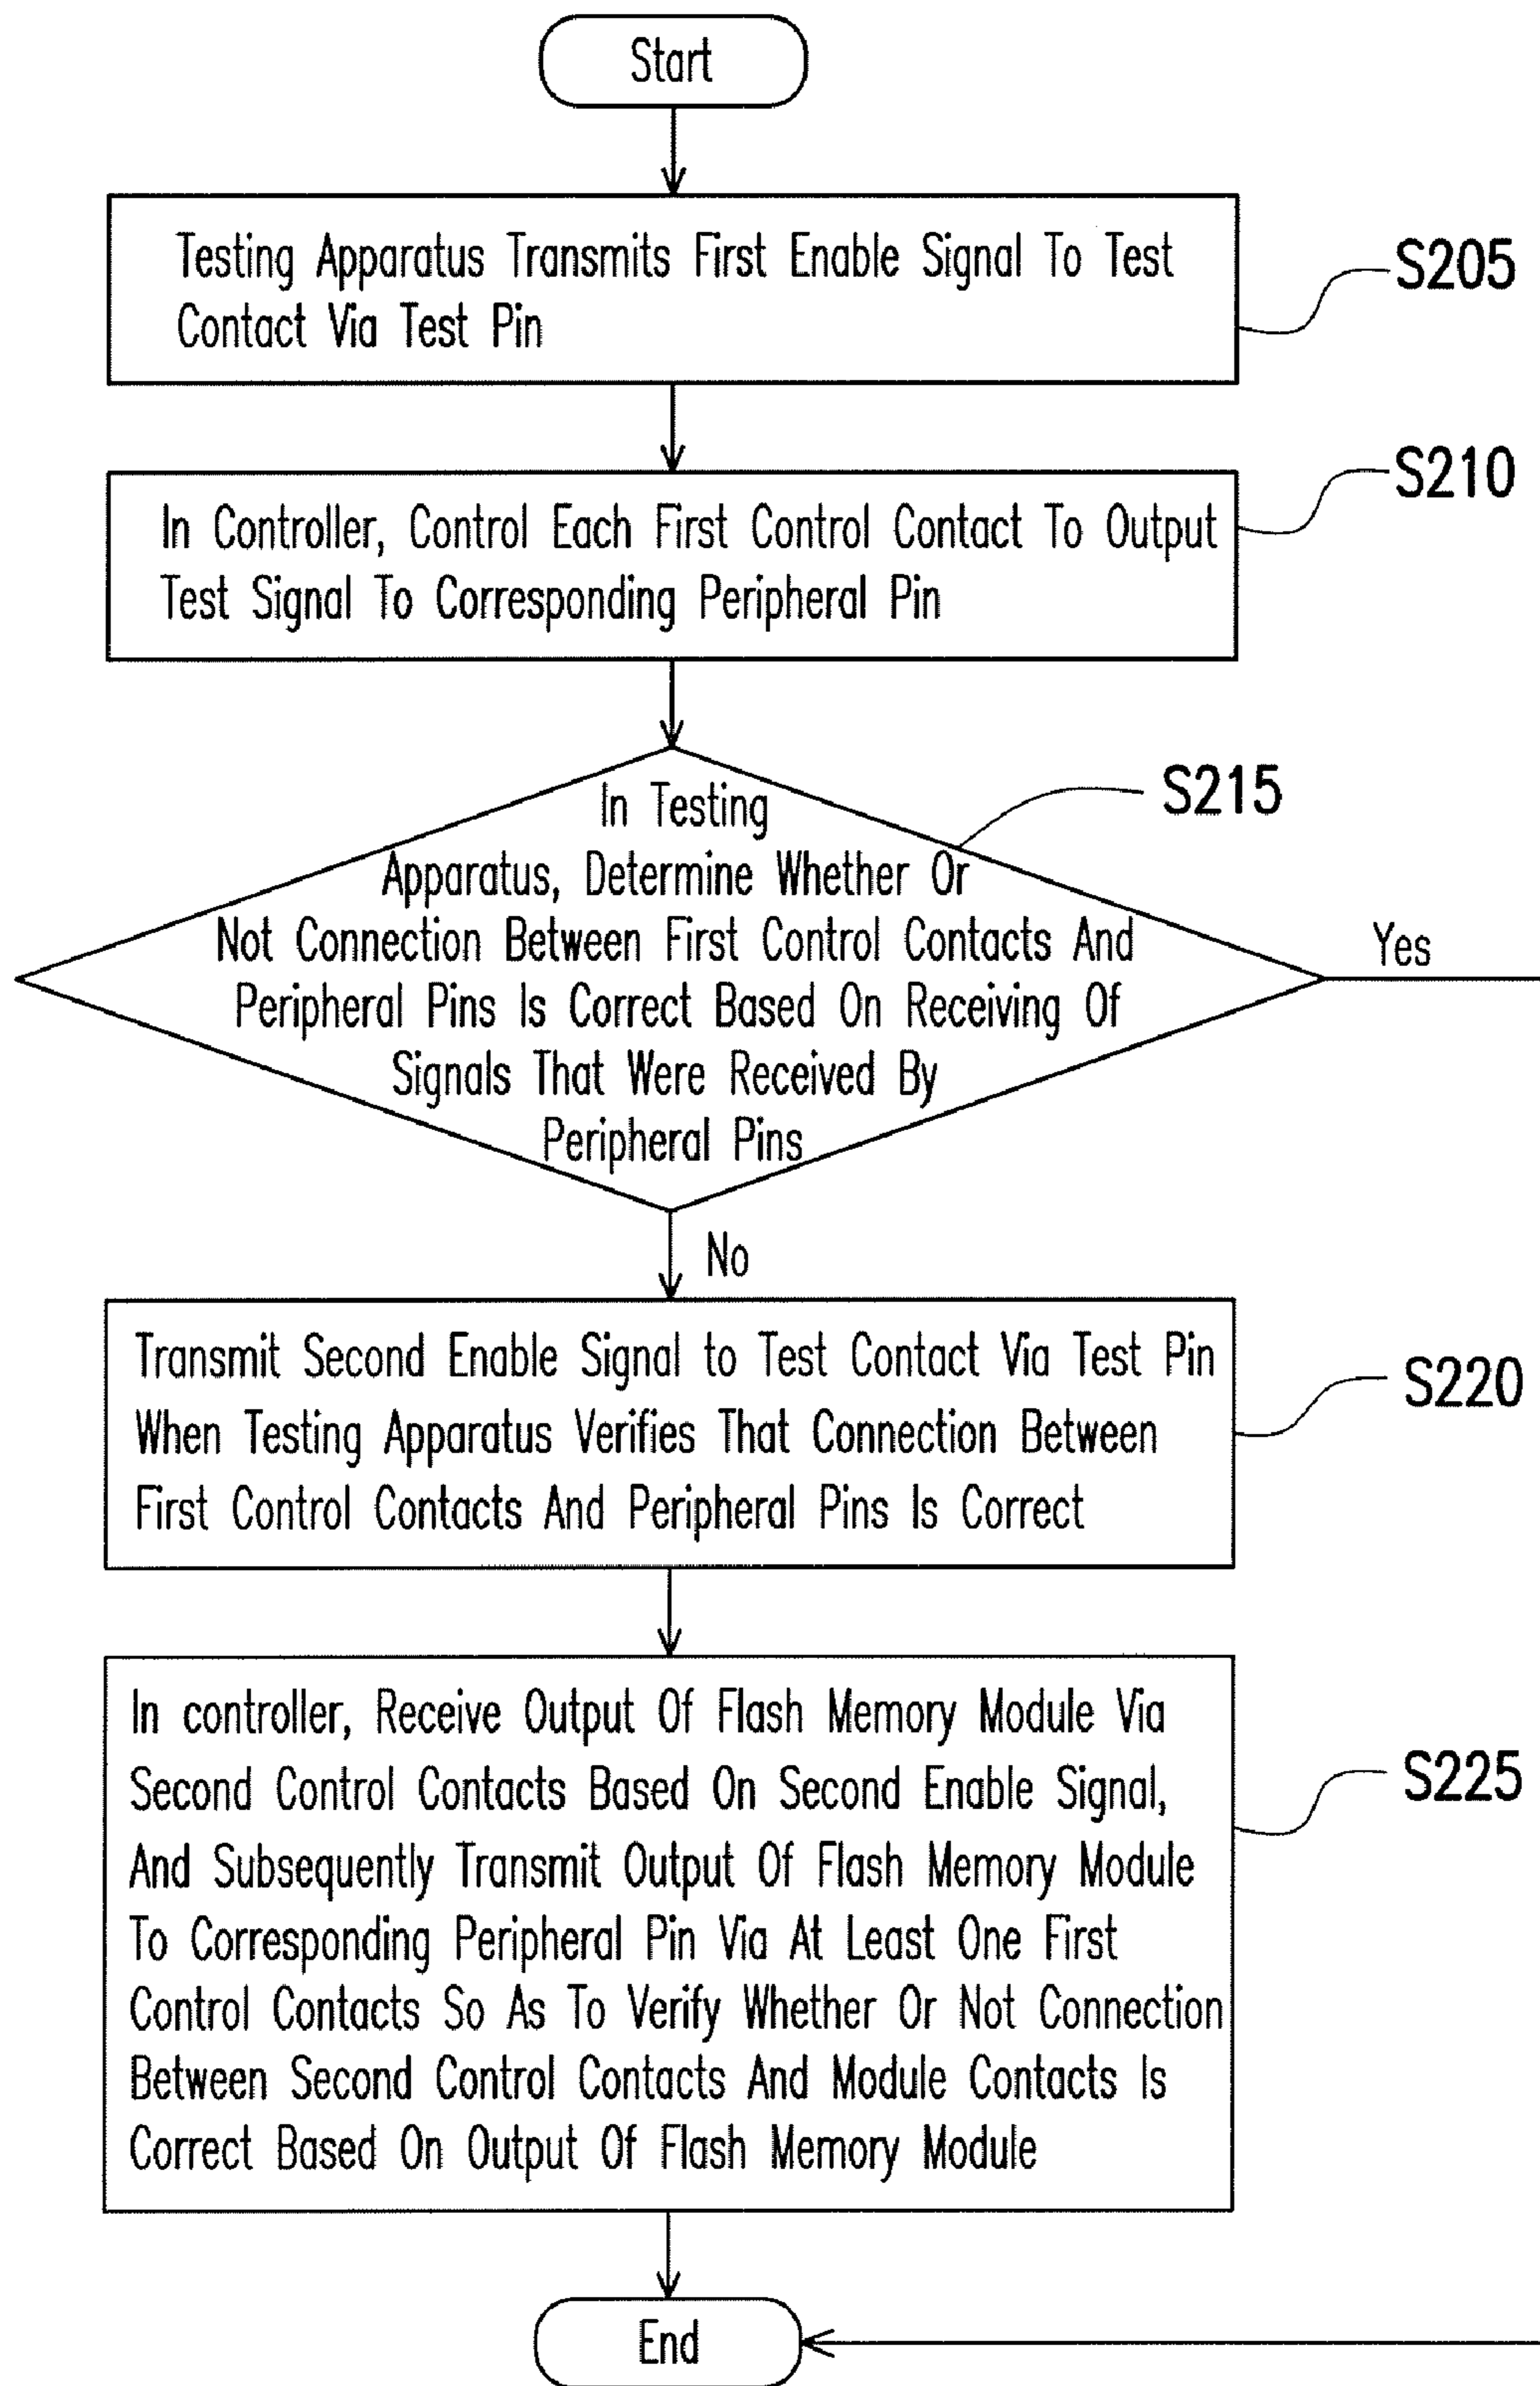 Start
Testing Apparatus Transmits First Enable Signal To Test
Contact Via Test Pin
S205
In Controller, Control Each First Control Contact To Output
Test Signal To Corresponding Peripheral Pin
S210
In Testing
Apparatus, Determine Whether Or
Not Connection Between First Control Contacts And
Peripheral Pins Is Correct Based On Receiving Of
Signals That Were Received By
Peripheral Pins
S215
Yes
No
Transmit Second Enable Signal to Test Contact Via Test Pin
When Testing Apparatus Verifies That Connection Between
First Control Contacts And Peripheral Pins Is Correct
S220
In controller, Receive Output Of Flash Memory Module Via
Second Control Contacts Based On Second Enable Signal,
And Subsequently Transmit Output Of Flash Memory Module
To Corresponding Peripheral Pin Via At Least One First
Control Contacts So As To Verify Whether Or Not Connection
Between Second Control Contacts And Module Contacts Is
Correct Based On Output Of Flash Memory Module
S225
End